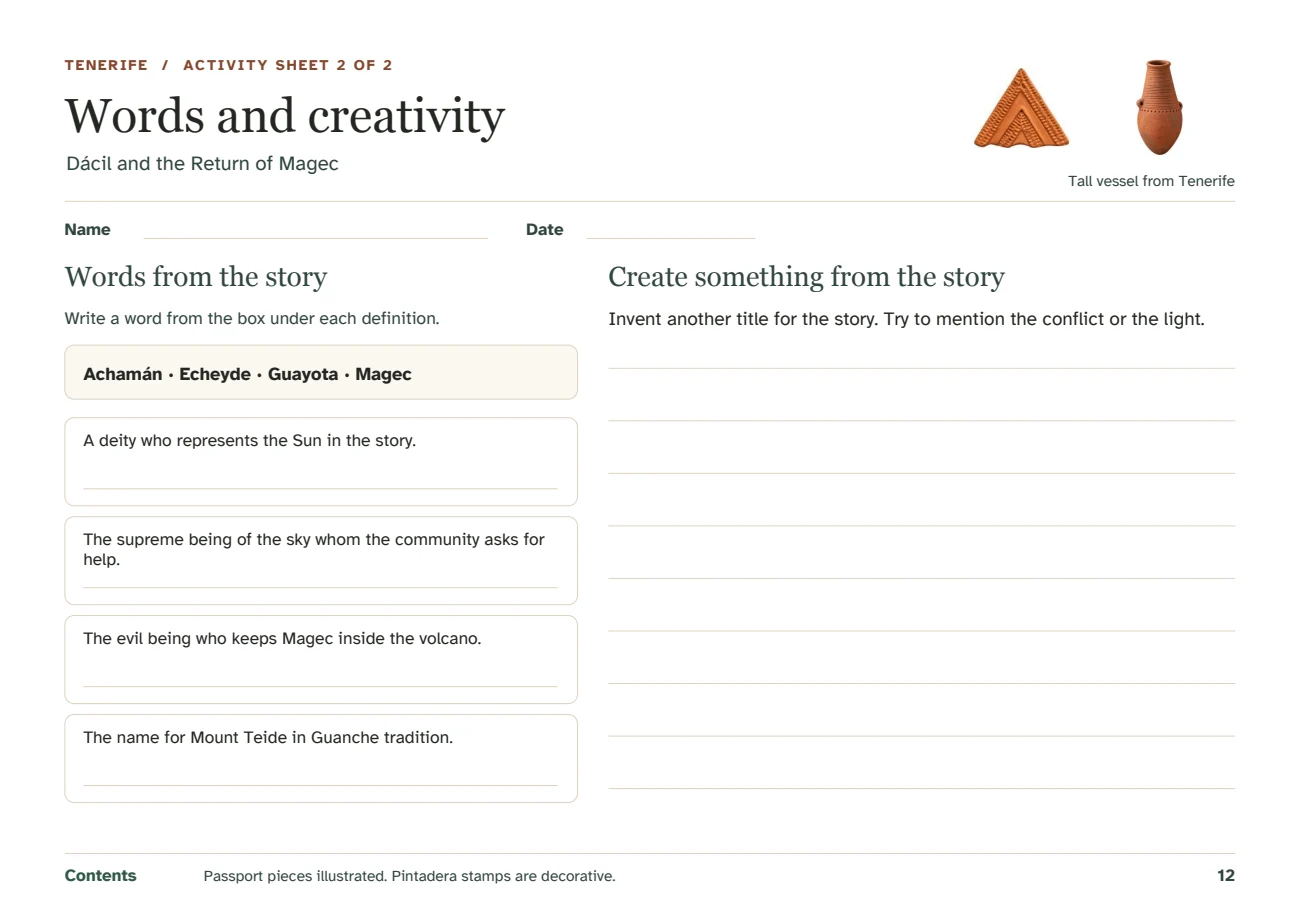 TENERIFE / ACTIVITY SHEET 2 OF 2
Words and creativity
Dácil and the Return of Magec
Tall vessel from Tenerife
Name
Date
Words from the story
Write a word from the box under each definition.
Achamán · Echeyde · Guayota · Magec
A deity who represents the Sun in the story.
The supreme being of the sky whom the community asks for
help.
The evil being who keeps Magec inside the volcano.
The name for Mount Teide in Guanche tradition.
Create something from the story
Invent another title for the story. Try to mention the conflict or the light.
Contents
Passport pieces illustrated. Pintadera stamps are decorative.
12